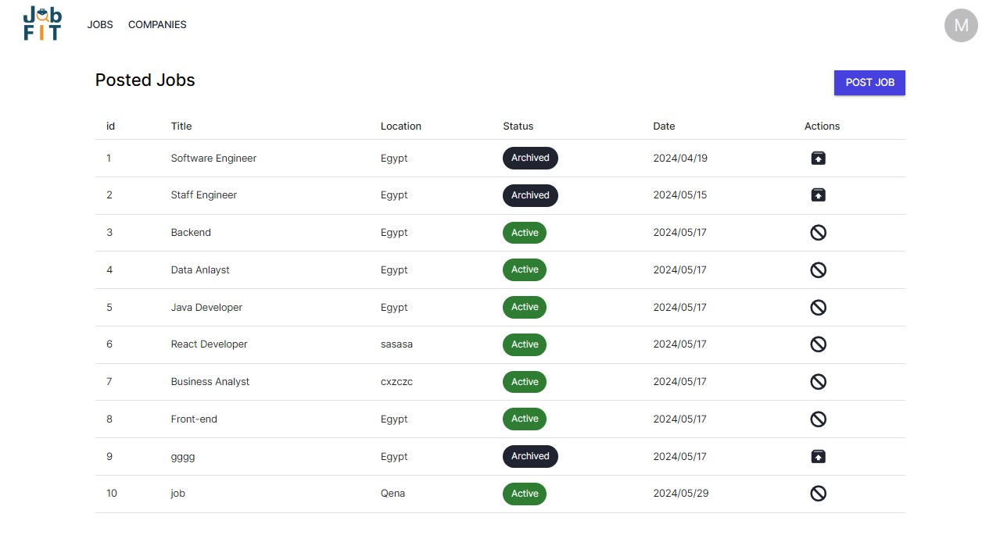 Job
FIT
JOBS COMPANIES
M
Posted Jobs
POST JOB
id Title Location Status Date Actions
1 Software Engineer Egypt Archived 2024/04/19
2 Staff Engineer Egypt Archived 2024/05/15
3 Backend Egypt Active 2024/05/17
4 Data Anlayst Egypt Active 2024/05/17
5 Java Developer Egypt Active 2024/05/17
6 React Developer sasasa Active 2024/05/17
7 Business Analyst cxzczc Active 2024/05/17
8 Front-end Egypt Active 2024/05/17
9 gggg Egypt Archived 2024/05/17
10 job Qena Active 2024/05/29